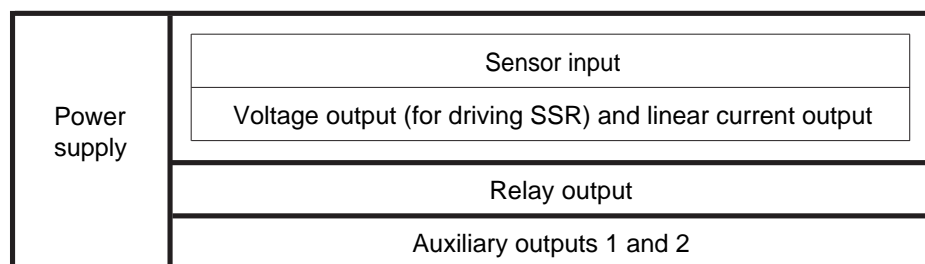 Power
supply
Sensor input
Voltage output (for driving SSR) and linear current output
Relay output
Auxiliary outputs 1 and 2